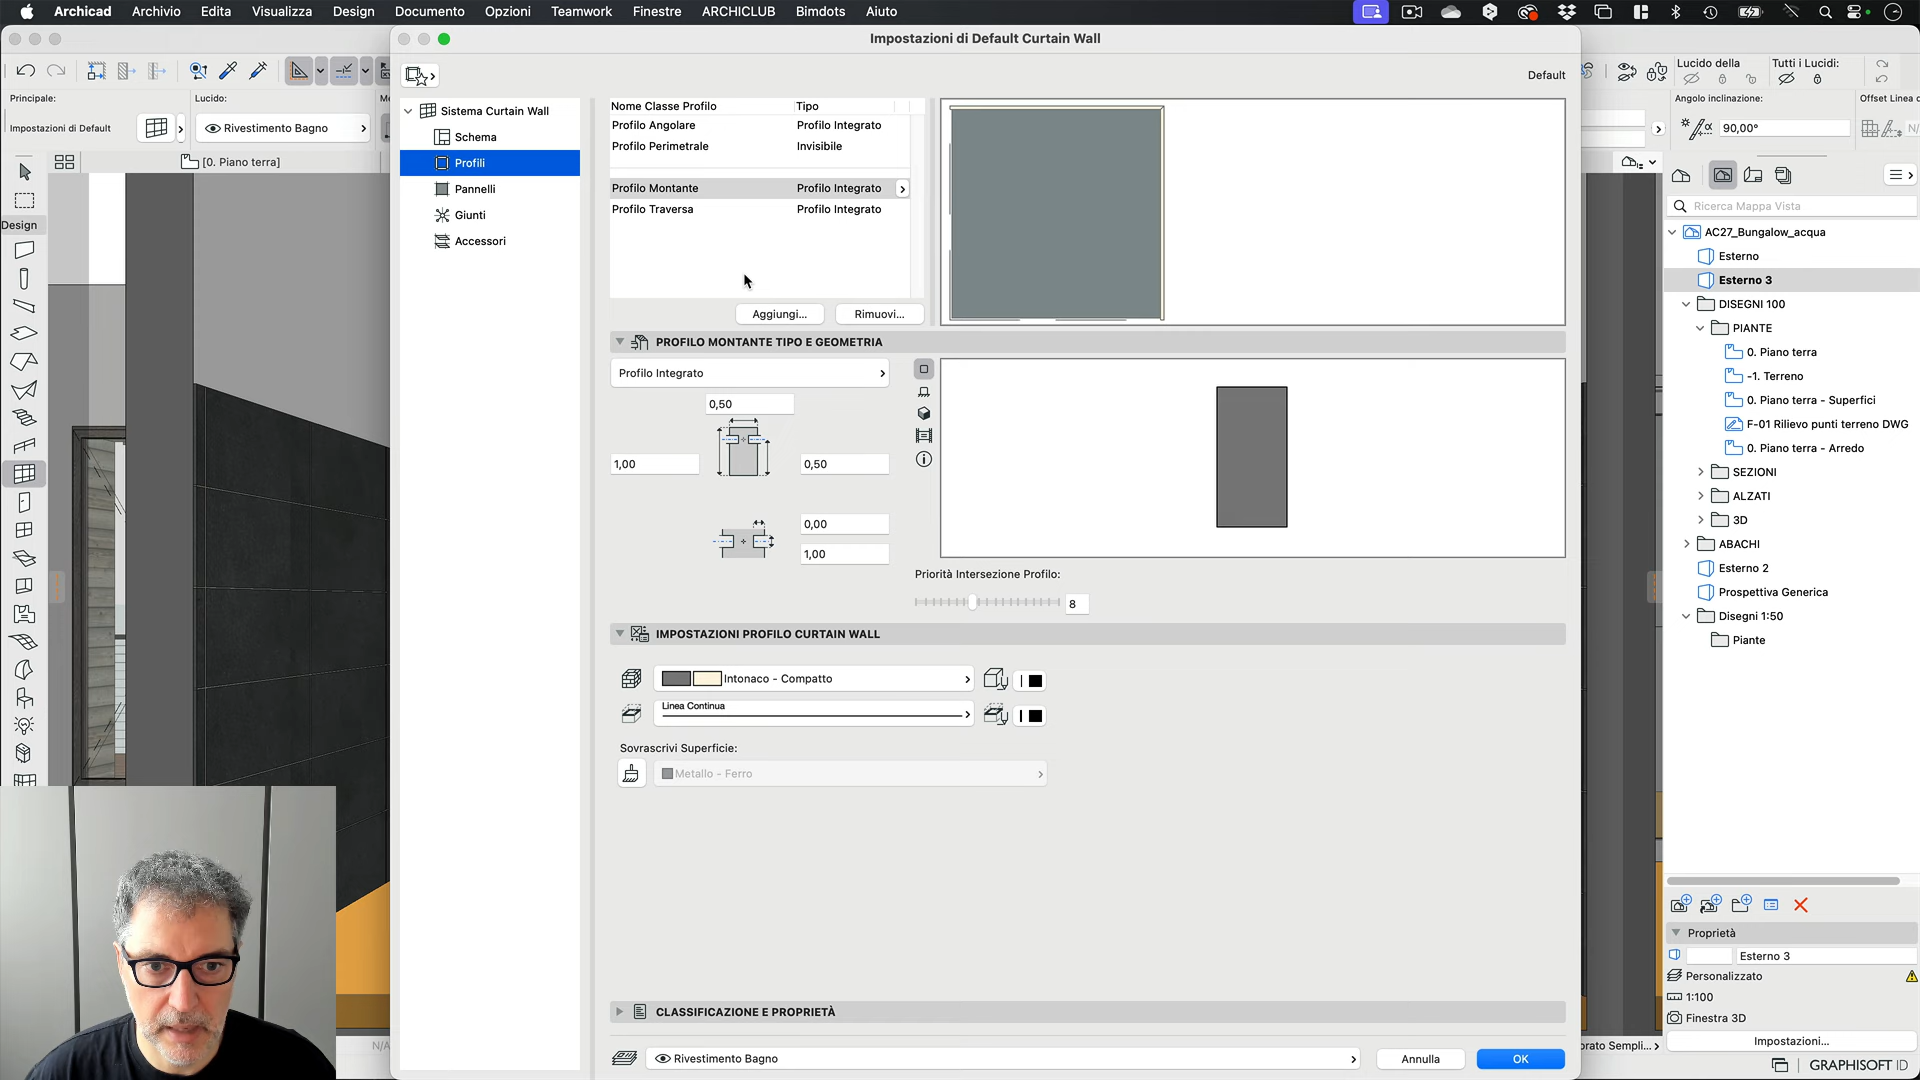 Archicad Archivio Edita Visualizza Design Documento Opzioni Teamwork Finestre ARCHICLUB Bimdots Aiuto
Impostazioni di Default Curtain Wall
Default
Principale:
Lucido:
Impostazioni di Default
Rivestimento Bagno
[0. Piano terra]
Design
Sistema Curtain Wall
Schema
Profili
Pannelli
Giunti
Accessori
Nome Classe Profilo Tipo
Profilo Angolare Profilo Integrato
Profilo Perimetrale Invisibile
Profilo Montante Profilo Integrato
Profilo Traversa Profilo Integrato
Aggiungi... Rimuovi...
PROFILO MONTANTE TIPO E GEOMETRIA
Profilo Integrato
0,50
1,00
0,50
0,00
1,00
Priorità Intersezione Profilo:
8
IMPOSTAZIONI PROFILO CURTAIN WALL
Intonaco - Compatto
Linea Continua
Sovrascrivi Superficie:
Metallo - Ferro
CLASSIFICAZIONE E PROPRIETÀ
Rivestimento Bagno
Annulla OK
Lucido della
Tutti i Lucidi:
Angolo inclinazione:
Offset Linea d
90,00°
Ricerca Mappa Vista
AC27_Bungalow_acqua
Esterno
Esterno 3
DISEGNI 100
PIANTE
0. Piano terra
-1. Terreno
0. Piano terra - Superfici
F-01 Rilievo punti terreno DWG
0. Piano terra - Arredo
SEZIONI
ALZATI
3D
ABACHI
Esterno 2
Prospettiva Generica
Disegni 1:50
Piante
Proprietà
Esterno 3
Personalizzato
1:100
Finestra 3D
Impostazioni...
orato Sempli...
GRAPHISOFT ID